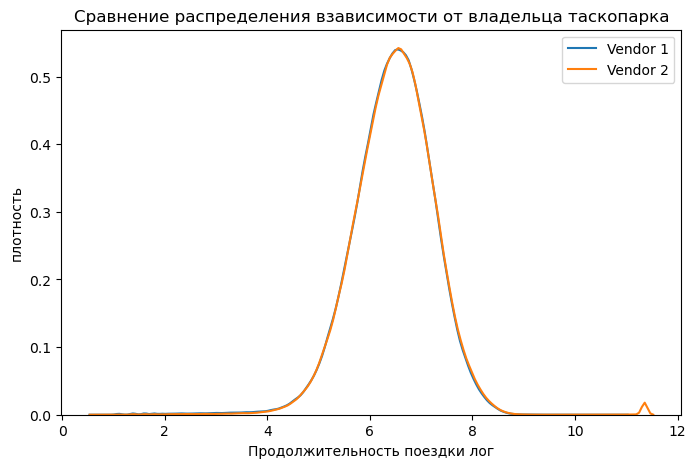 Сравнение распределения взависимости от владельца таскопарка
Vendor 1
Vendor 2
плотность
0.5
0.4
0.3
0.2
0.1
0.0
0 2 4 6 8 10 12
Продолжительность поездки лог